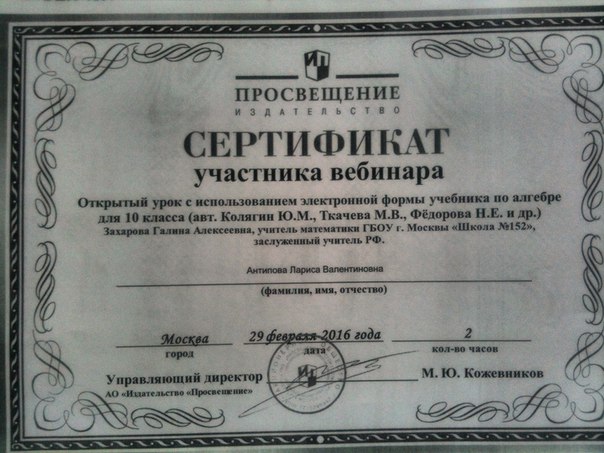 ИП
ПРОСВЕЩЕНИЕ
ИЗДАТЕЛЬСТВО
СЕРТИФИКАТ
участника вебинара
Открытый урок с использованием электронной формы учебника по алгебре
для 10 класса (авт. Колягин Ю.М., Ткачева М.В., Фёдорова Н.Е. и др.)
Захарова Галина Алексеевна, учитель математики ГБОУ г. Москвы «Школа №152»,
заслуженный учитель РФ.
Антипова Лариса Валентиновна
(фамилия, имя, отчество)
Москва 29 февраля 2016 года 2
город дата кол-во часов
Управляющий директор М. Ю. Кожевников
АО «Издательство «Просвещение»